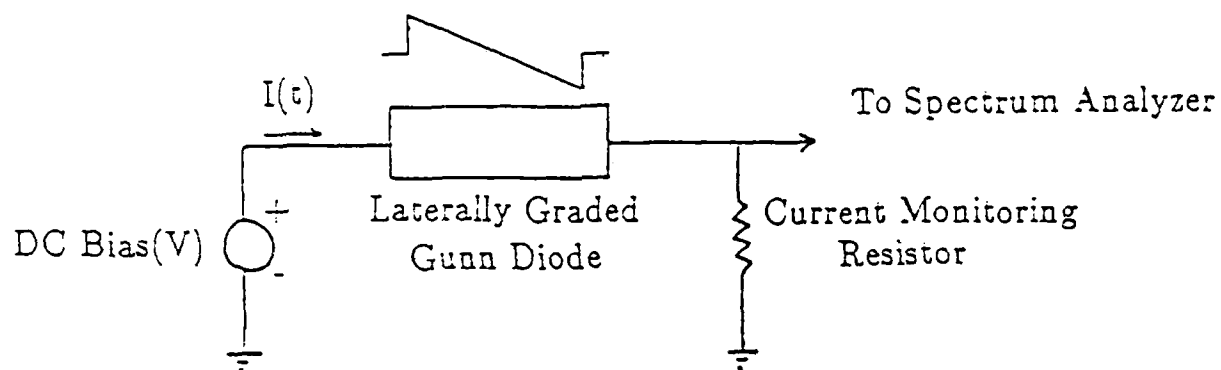 I(t)
To Spectrum Analyzer
+
Laterally Graded
Gunn Diode
Current Monitoring
Resistor
DC Bias(V)
-